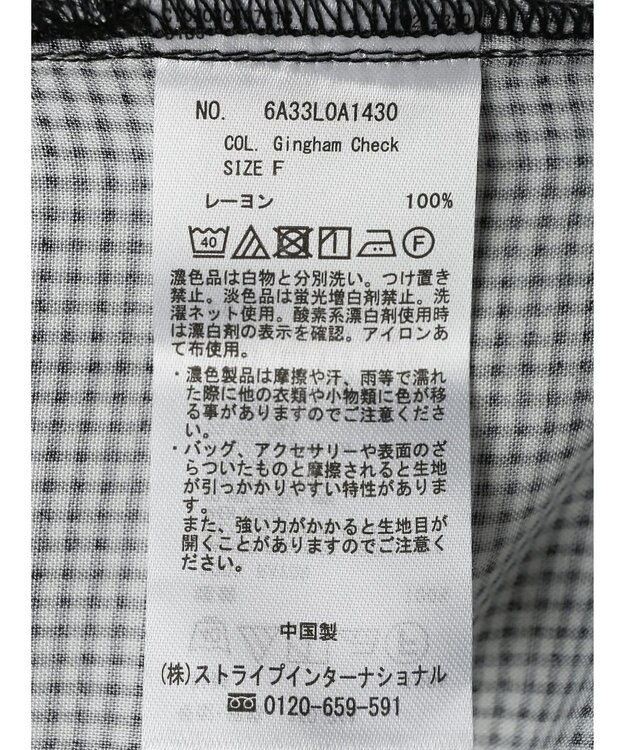 NO. 6A33L0A1430
COL. Gingham Check
SIZE F
レーヨン 100%
40
F
濃色品は白物と分別洗い。つけ置き
禁止。淡色品は蛍光増白剤禁止。洗
濯ネット使用。酸素系漂白剤使用時
は漂白剤の表示を確認。アイロンあ
て布使用。
・濃色製品は摩擦や汗、雨等で濡れ
た際に他の衣類や小物類に色が移
る事がありますのでご注意くださ
い。
・バッグ、アクセサリーや表面のざ
らついたものと摩擦されると生地
が引っかかりやすい特性がありま
す。
また、強い力がかかると生地目が
開くことがありますのでご注意く
ださい。
中国製
(株)ストライプインターナショナル
0120-659-591